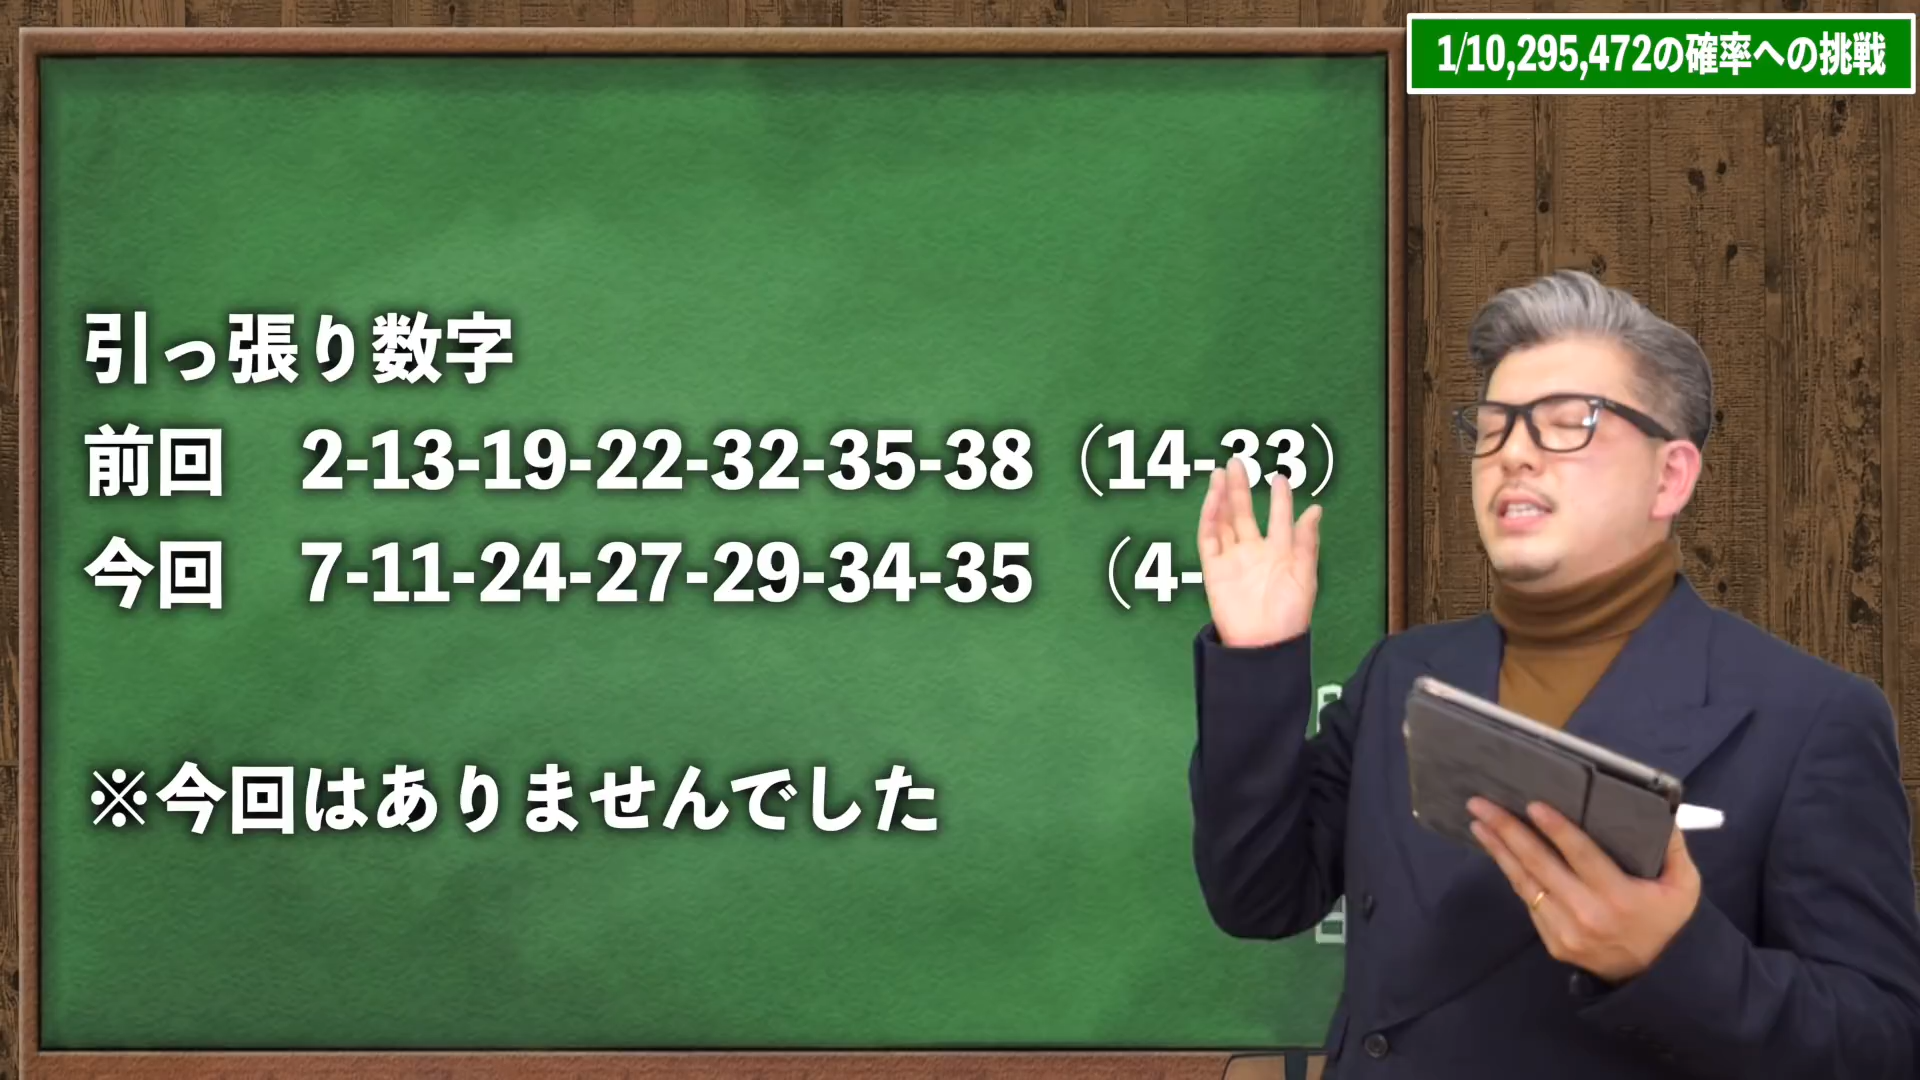 1/10,295,472の確率への挑戦
引っ張り数字
前回 2-13-19-22-32-35-38（14-33）
今回 7-11-24-27-29-34-35 （4-
※今回はありませんでした